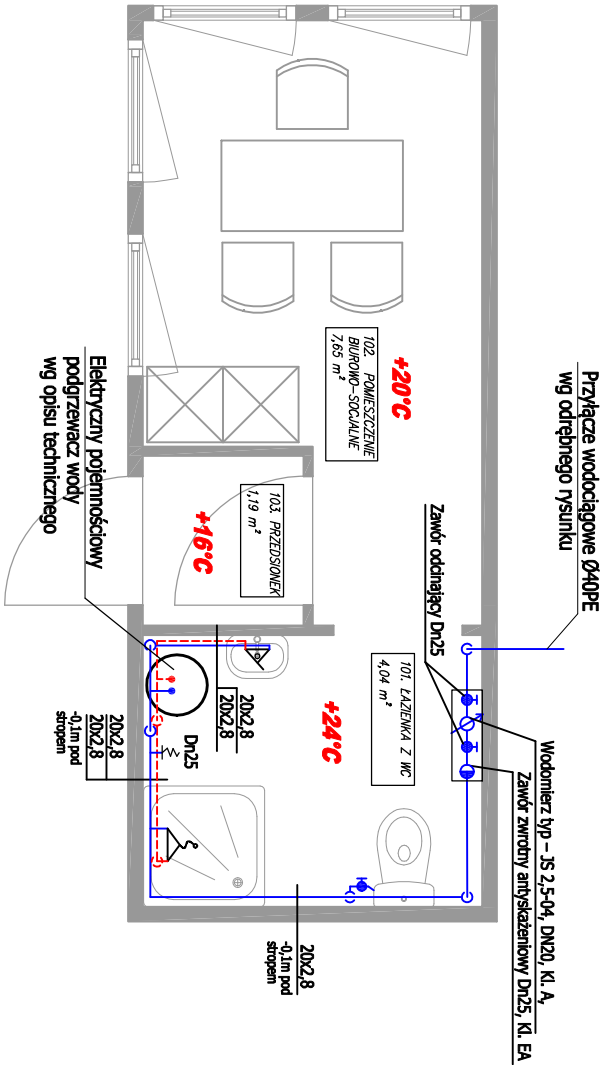 Przyłącze wodociągowe Ø40PE
wg odrębnego rysunku
Wodomierz typ – JS 2,5-04, DN20, Kl. A,
Zawór zwrotny antyskażeniowy Dn25, Kl. EA
Zawór odcinający Dn25
+20°C
102. POMIESZCZENIE
BIUROWO-SOCJALNE
7,65 m²
101. ŁAZIENKA Z WC
4,04 m²
+24°C
103. PRZEDSIONEK
1,19 m²
+16°C
20x2,8
20x2,8
20x2,8
-0,1m pod
stropem
Dn25
20x2,8
20x2,8
-0,1m pod
stropem
Elektryczny pojemnościowy
podgrzewacz wody
wg opisu technicznego